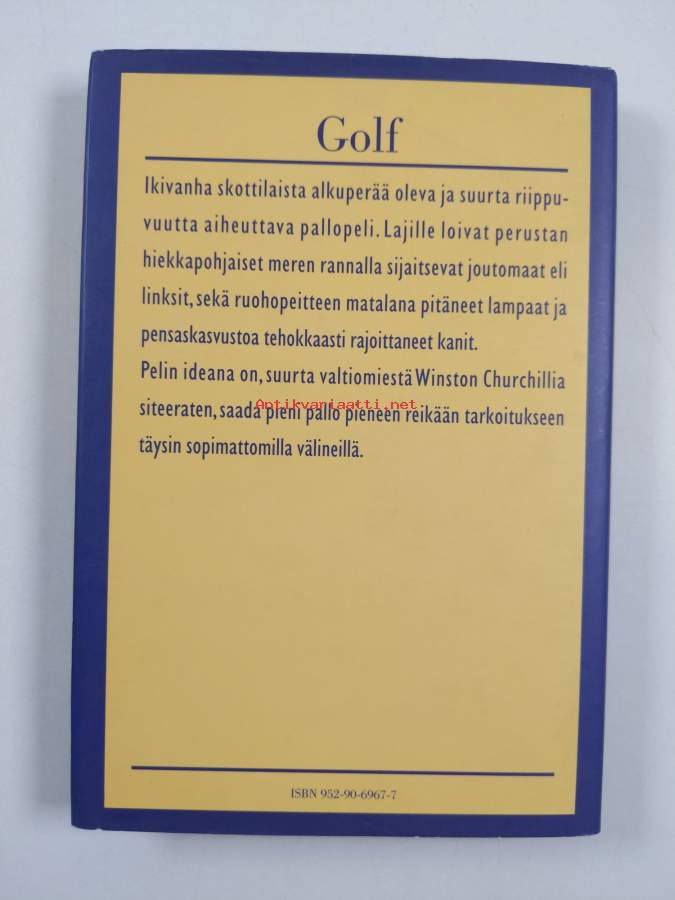 Golf
Ikivanha skottilaista alkuperää oleva ja suurta riippu-
vuutta aiheuttava pallopeli. Lajille loivat perustan
hiekkapohjaiset meren rannalla sijaitsevat joutomaat eli
linksit, sekä ruohopeitteen matalana pitäneet lampaat ja
pensaskasvustoa tehokkaasti rajoittaneet kanit.
Pelin ideana on, suurta valtiomiestä Winston Churchillia
siteeraten, saada pieni pallo pieneen reikään tarkoitukseen
Antikvariaatti.net
täysin sopimattomilla välineillä.
ISBN 952-90-6967-7